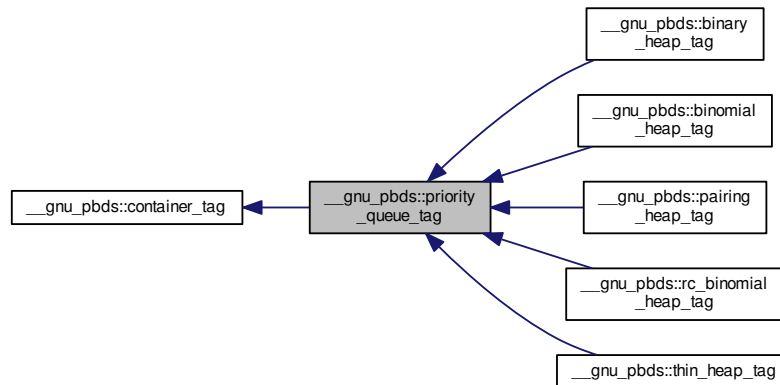 __gnu_pbds::binary
_heap_tag
__gnu_pbds::binomial
_heap_tag
__gnu_pbds::container_tag
__gnu_pbds::priority
_queue_tag
__gnu_pbds::pairing
_heap_tag
__gnu_pbds::rc_binomial
_heap_tag
__gnu_pbds::thin_heap_tag